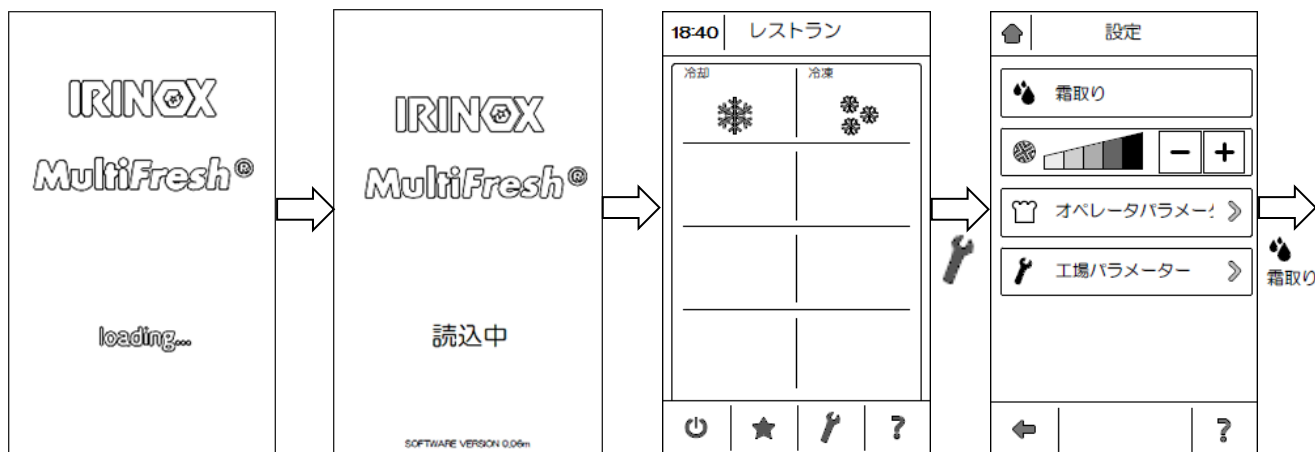 IRINOX
MultiFresh®
loading...
IRINOX
MultiFresh®
読込中
SOFTWARE VERSION 0,06m
18:40 レストラン
冷却 冷凍
?
設定
霜取り
− +
オペレータパラメー
工場パラメーター
?
霜取り